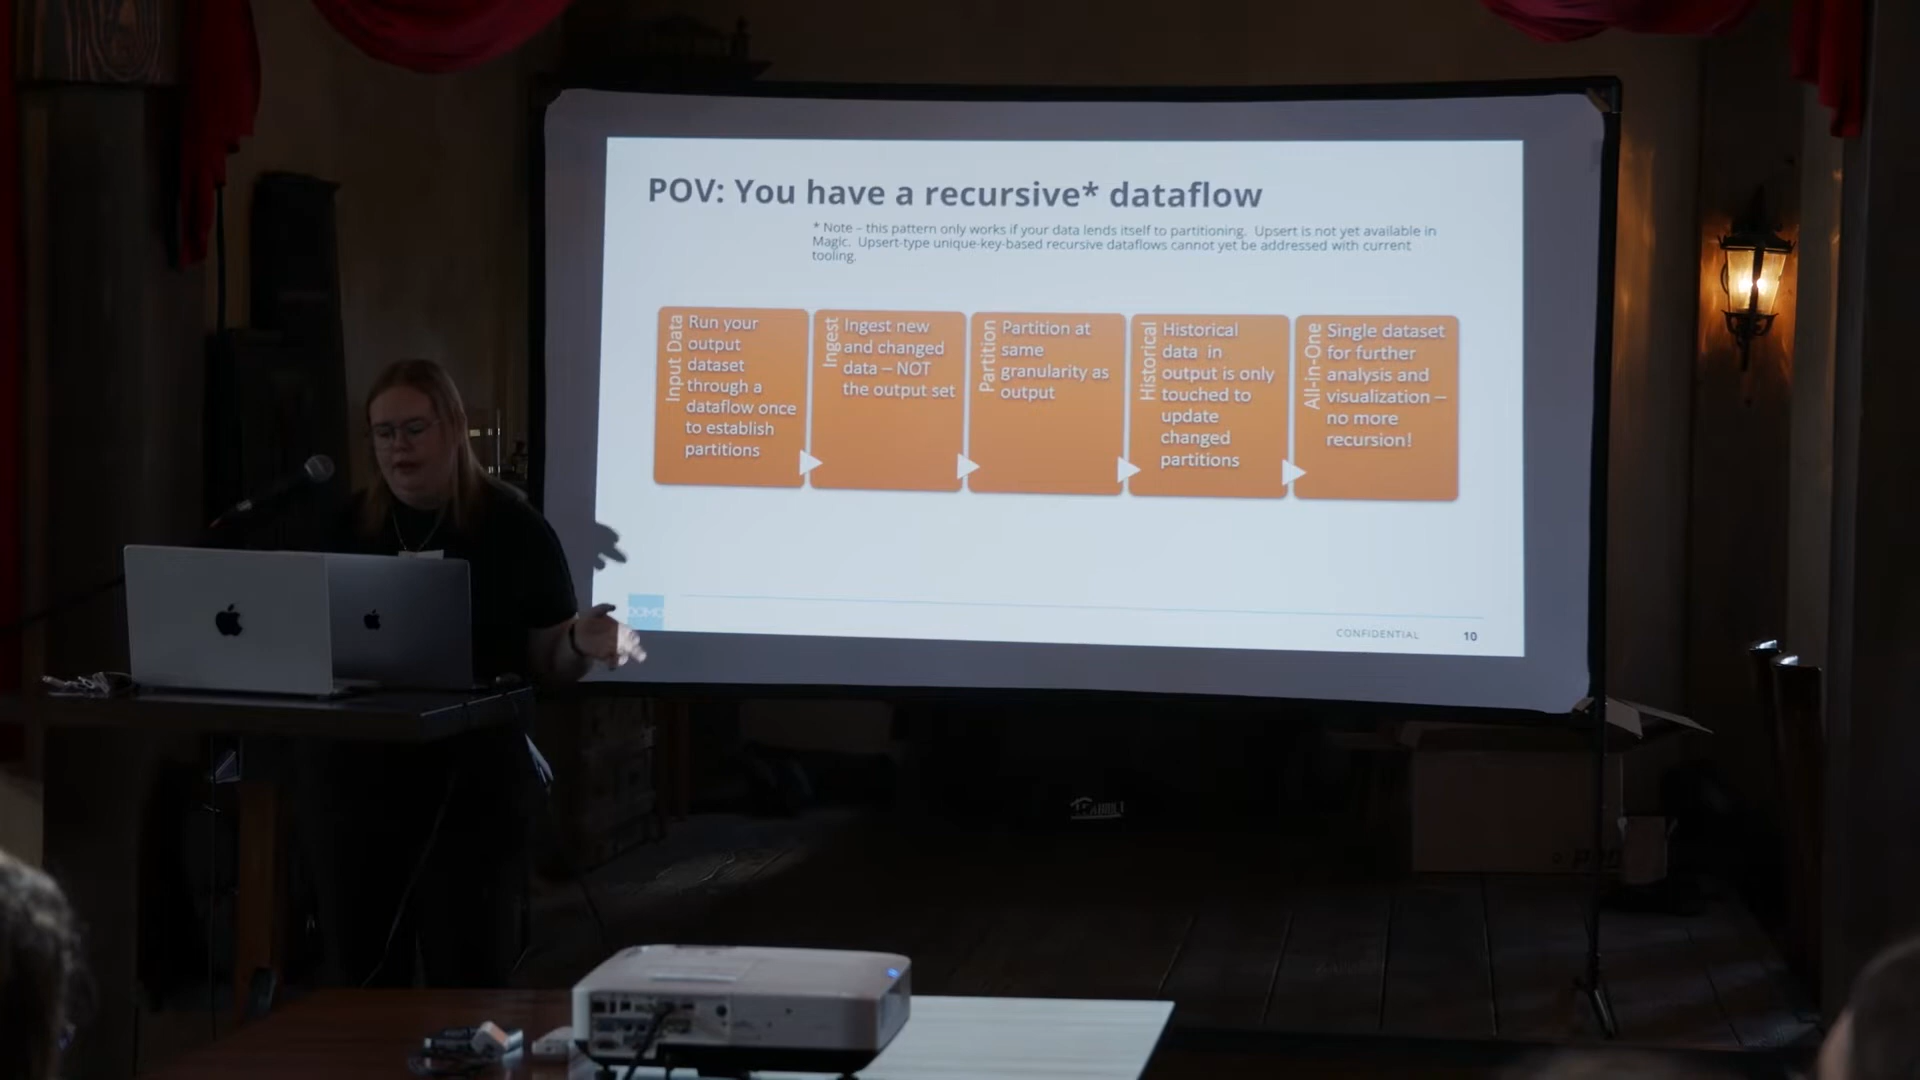 POV: You have a recursive* dataflow
* Note – this pattern only works if your data lends itself to partitioning. Upsert is not yet available in
Magic. Upsert-type unique-key-based recursive dataflows cannot yet be addressed with current
tooling.
Input Data
Run your
output
dataset
through a
dataflow once
to establish
partitions
Ingest
Ingest new
and changed
data – NOT
the output set
Partition
Partition at
same
granularity as
output
Historical
Historical
data in
output is only
touched to
update
changed
partitions
All-in-One
Single dataset
for further
analysis and
visualization –
no more
recursion!
DOMO
CONFIDENTIAL
10